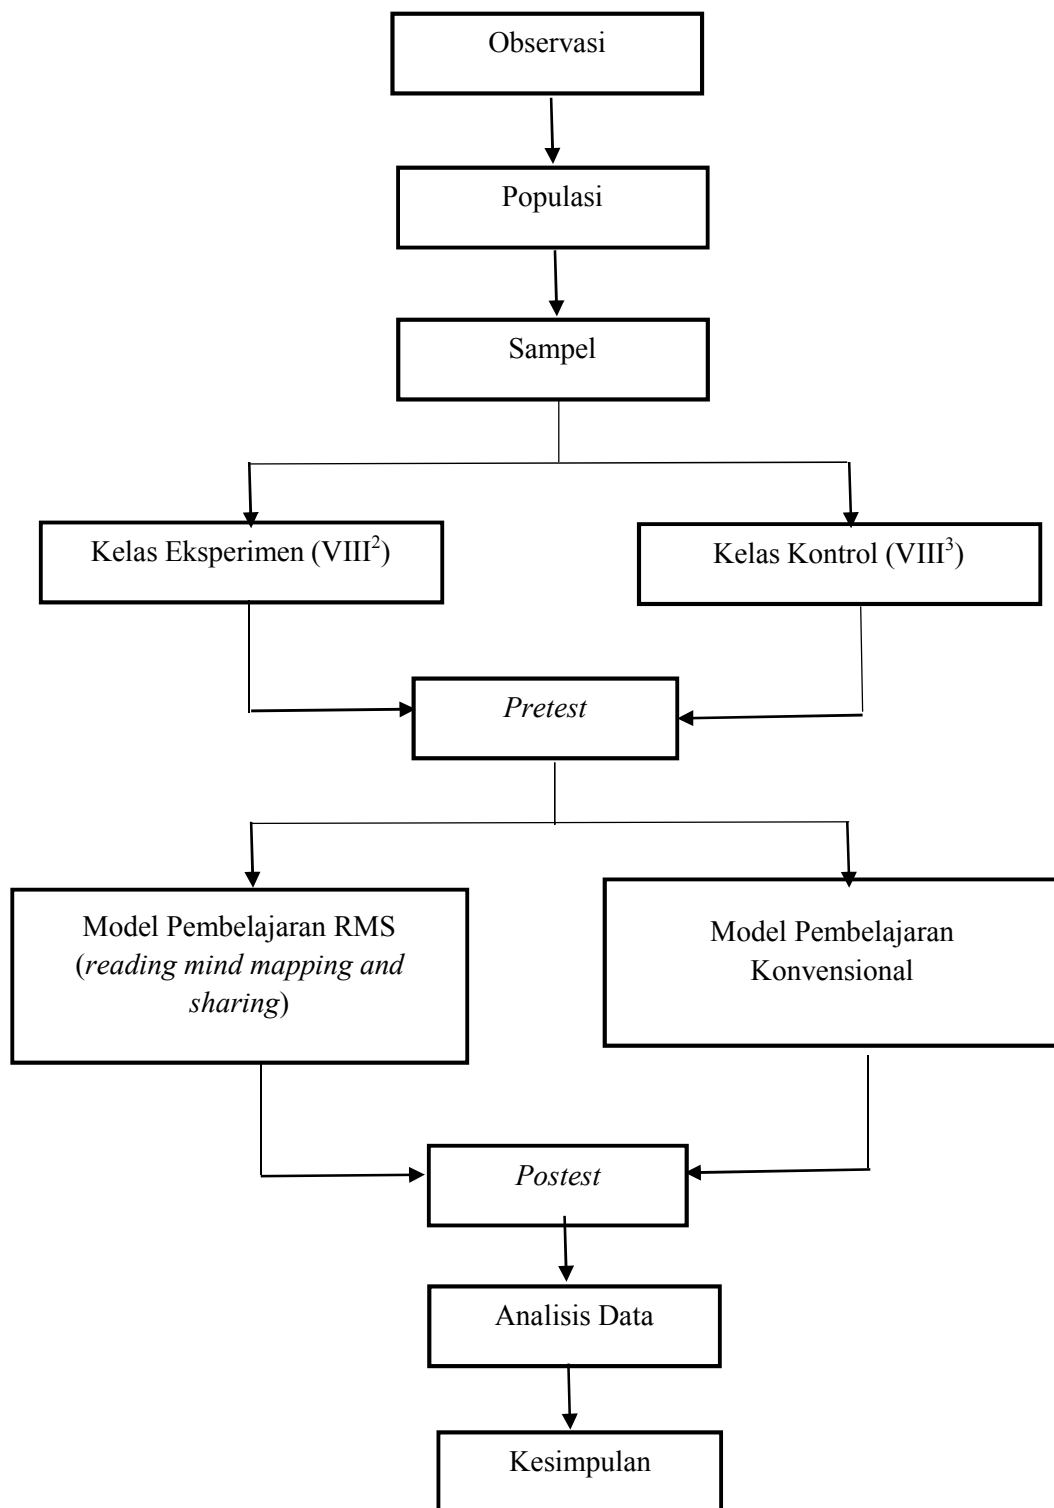 Observasi
Populasi
Sampel
Kelas Eksperimen (VIII²)
Kelas Kontrol (VIII³)
Pretest
Model Pembelajaran RMS
(reading mind mapping and
sharing)
Model Pembelajaran
Konvensional
Postest
Analisis Data
Kesimpulan